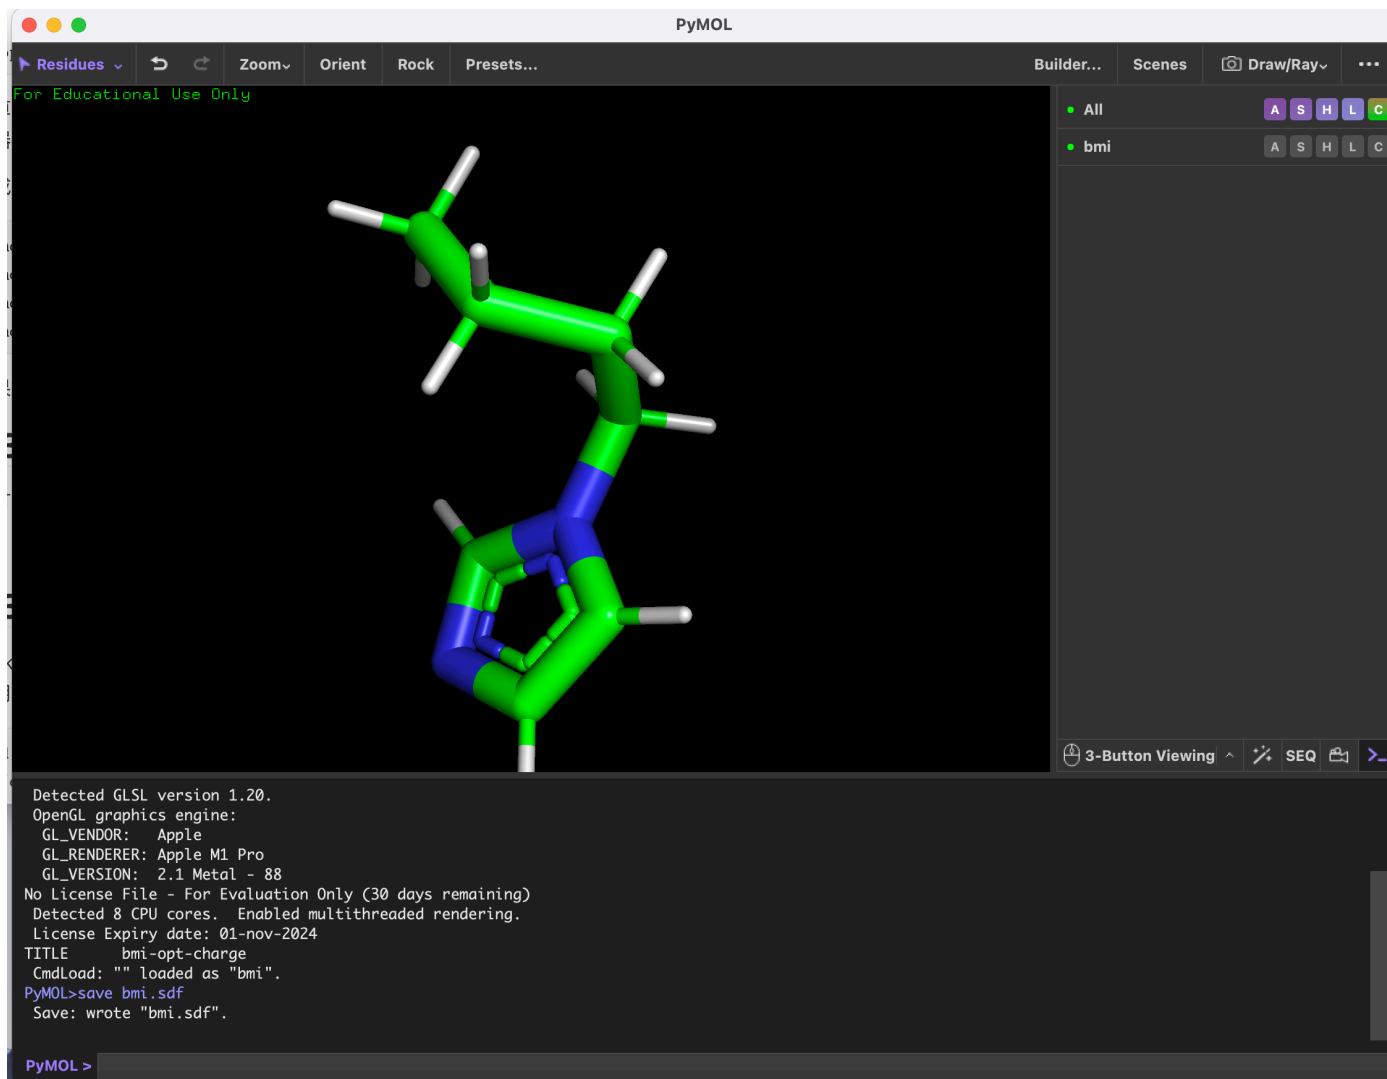 PyMOL
Residues Zoom Orient Rock Presets... Builder... Scenes Draw/Ray
For Educational Use Only
All A S H L C
bmi A S H L C
3-Button Viewing SEQ
Detected GLSL version 1.20.
OpenGL graphics engine:
GL_VENDOR: Apple
GL_RENDERER: Apple M1 Pro
GL_VERSION: 2.1 Metal - 88
No License File - For Evaluation Only (30 days remaining)
Detected 8 CPU cores. Enabled multithreaded rendering.
License Expiry date: 01-nov-2024
TITLE bmi-opt-charge
CmdLoad: "" loaded as "bmi".
PyMOL>save bmi.sdf
Save: wrote "bmi.sdf".
PyMOL >